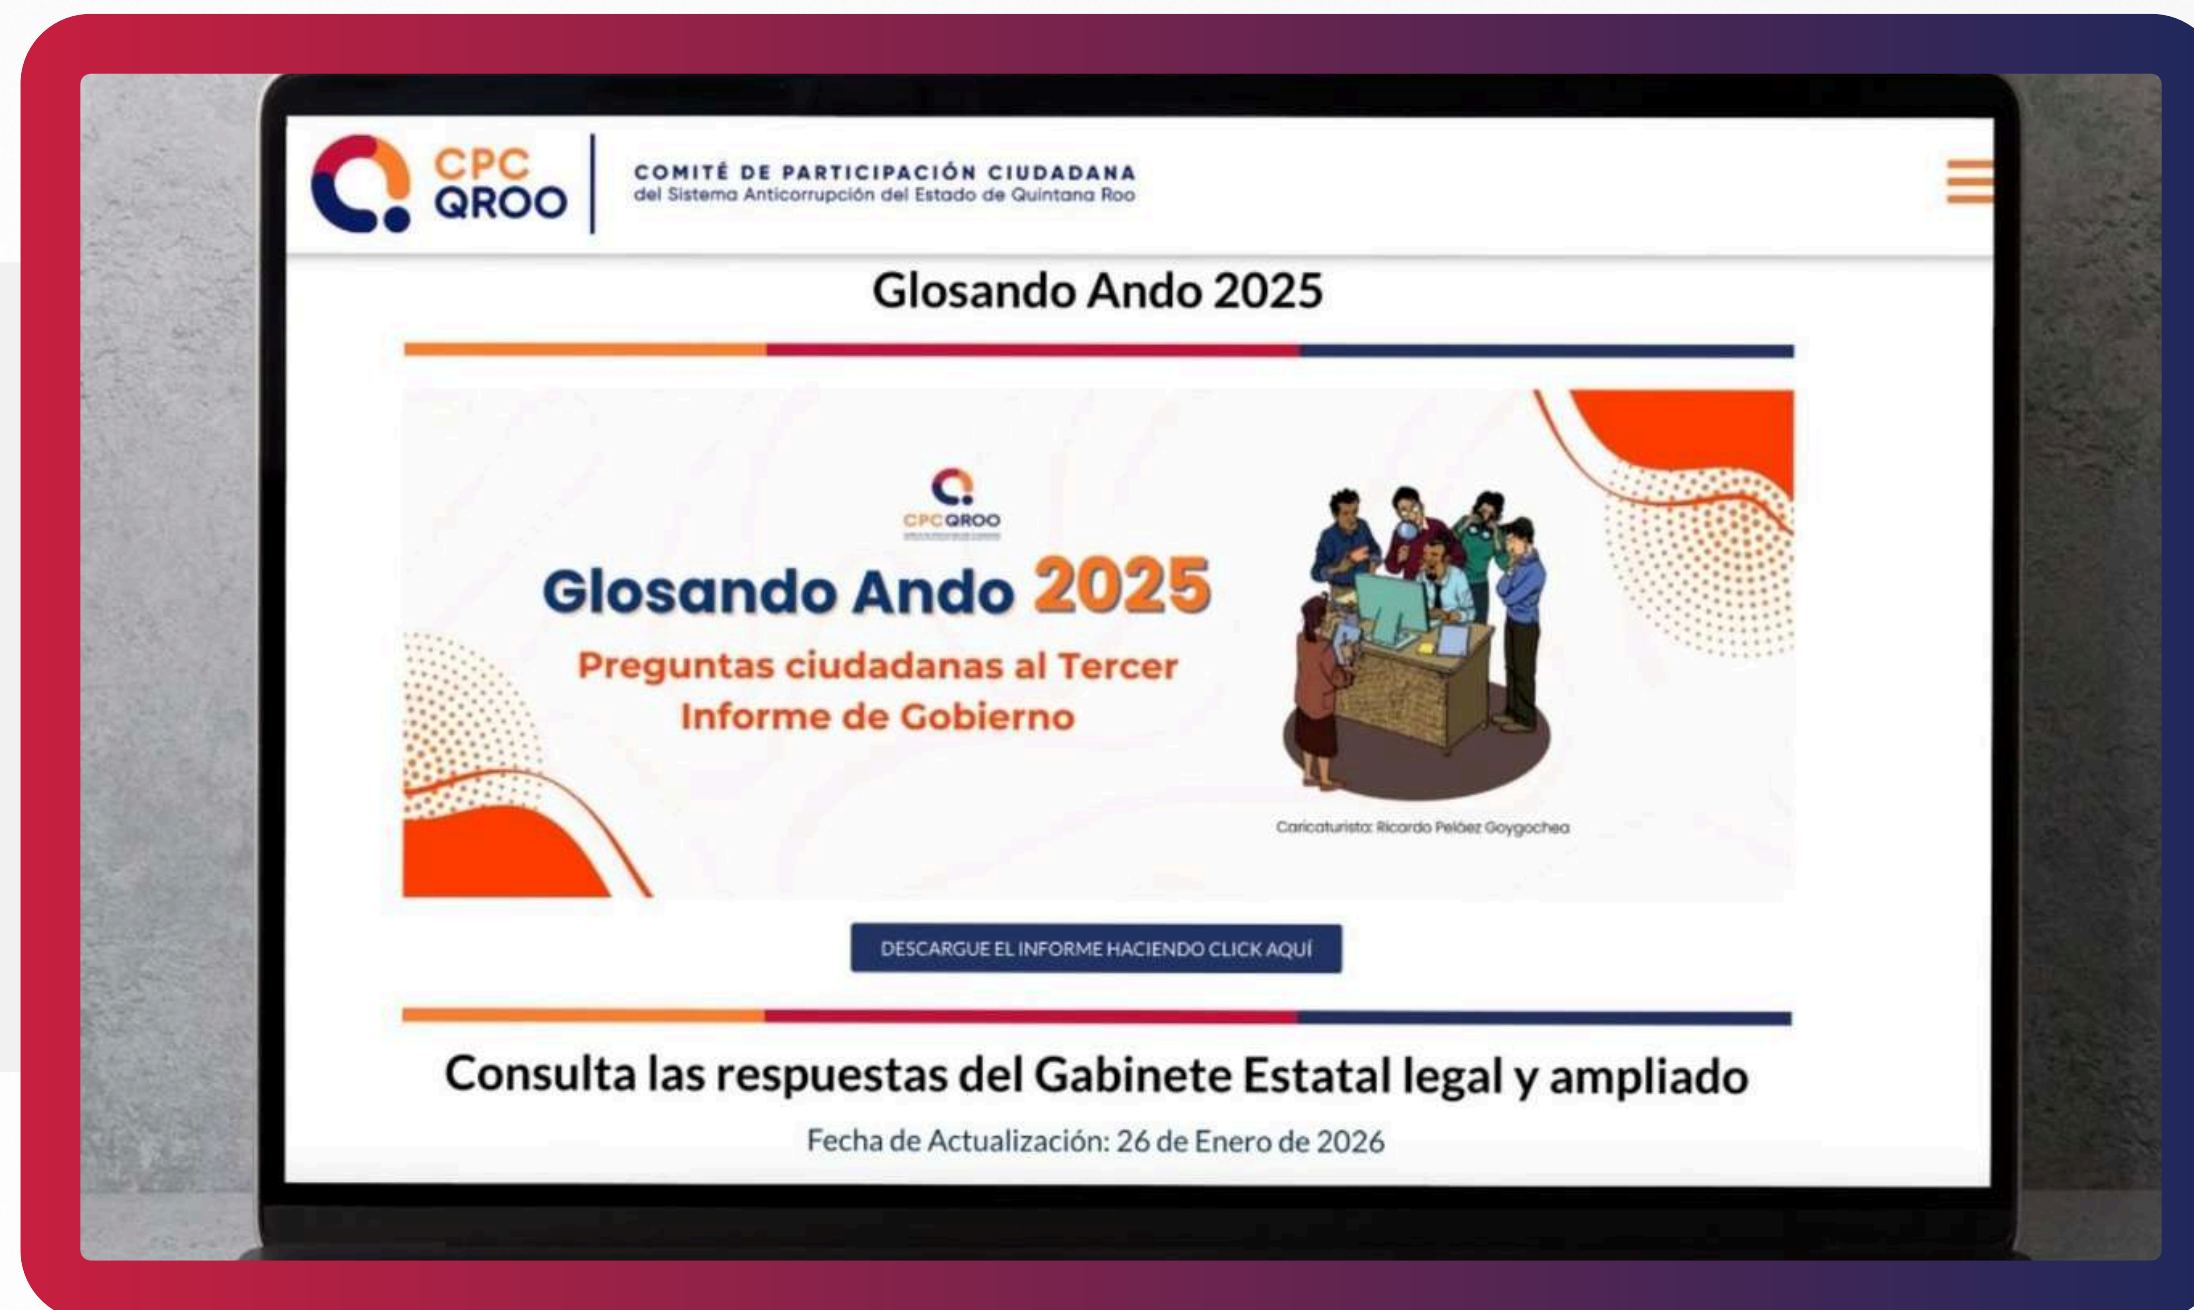 CPC
QROO
COMITÉ DE PARTICIPACIÓN CIUDADANA
del Sistema Anticorrupción del Estado de Quintana Roo
Glosando Ando 2025
CPCQROO
Glosando Ando 2025
Preguntas ciudadanas al Tercer
Informe de Gobierno
Caricaturista: Ricardo Peláez Goygochea
DESCARGUE EL INFORME HACIENDO CLICK AQUÍ
Consulta las respuestas del Gabinete Estatal legal y ampliado
Fecha de Actualización: 26 de Enero de 2026